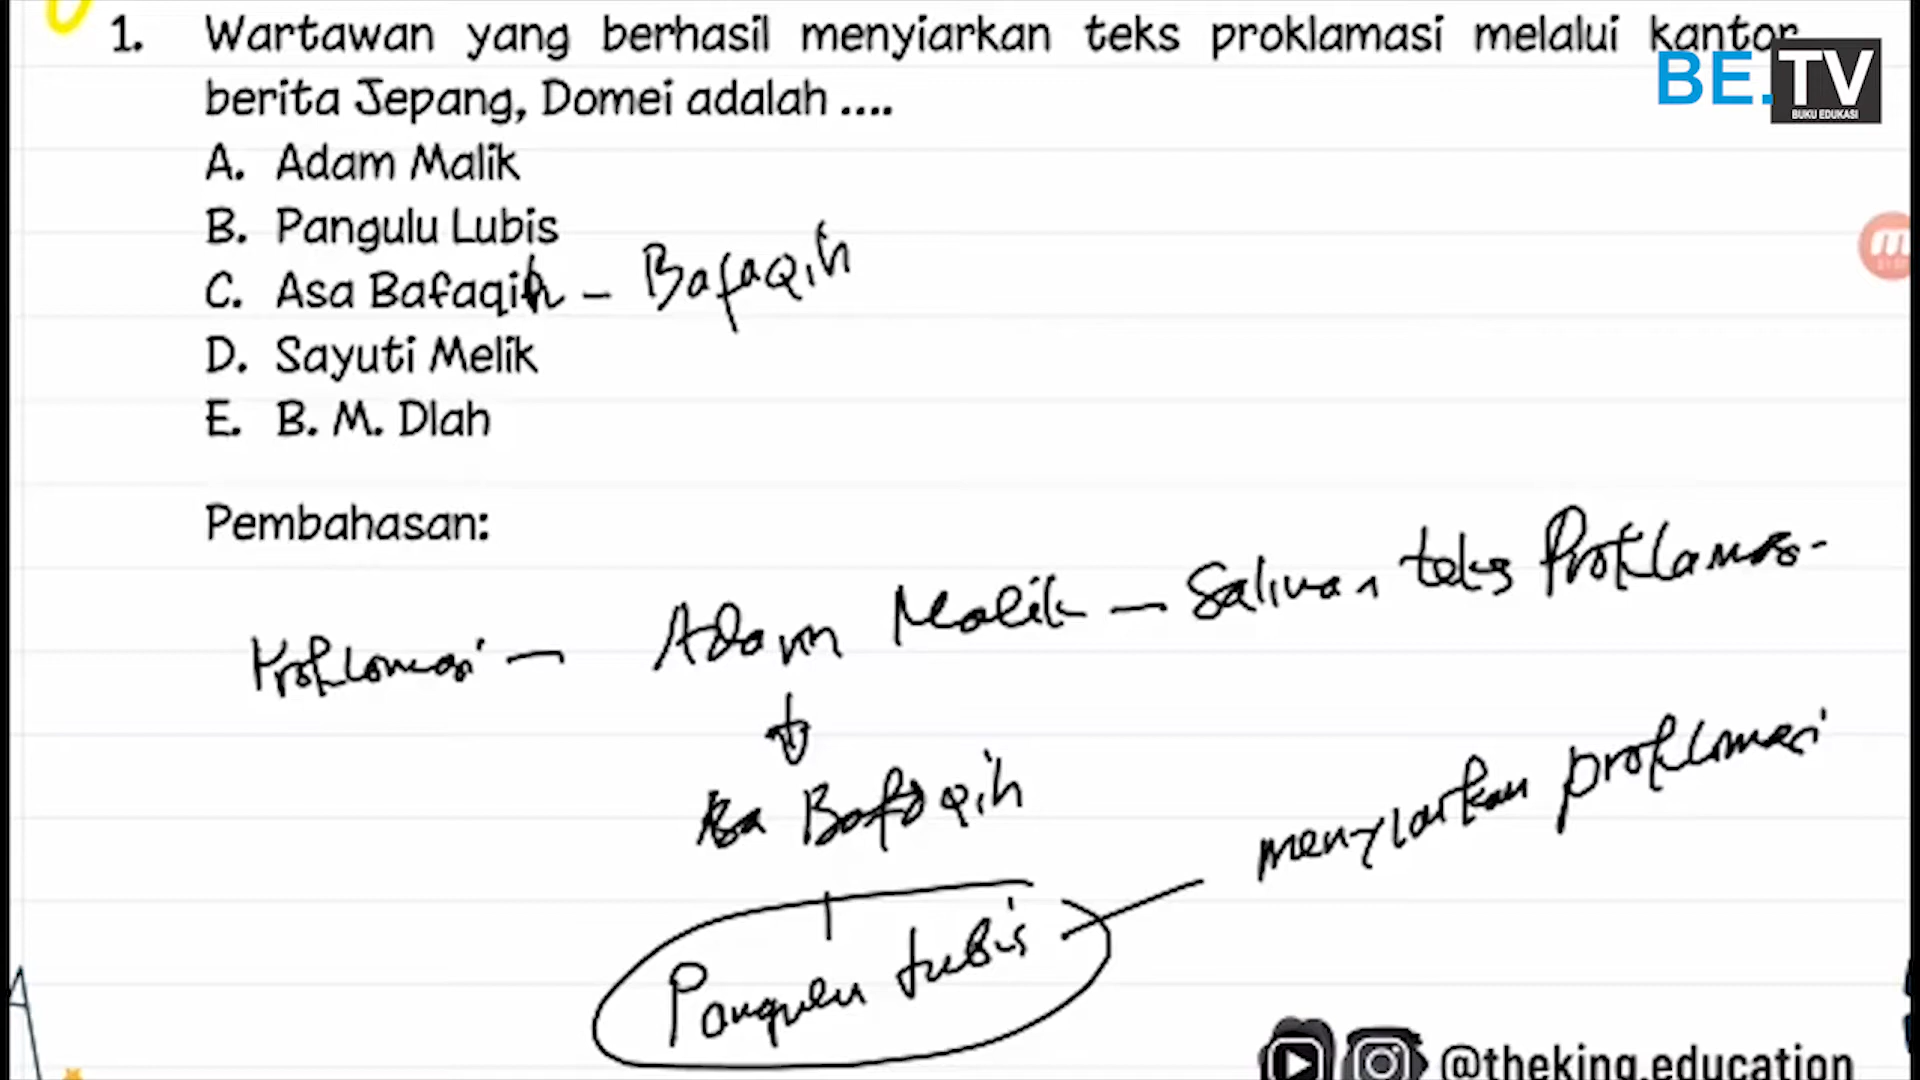 1. Wartawan yang berhasil menyiarkan teks proklamasi melalui kantor
BE.TV
BUKU EDUKASI
berita Jepang, Domei adalah ....
A. Adam Malik
B. Pangulu Lubis
C. Asa Bafaqih - Bafaqih
D. Sayuti Melik
E. B. M. Dlah
Pembahasan:
Proklamasi - Adam Malik - Salinan teks Proklamasi
Asa Bafaqih
Pangulu Lubis - menyiarkan proklamasi
@theking.education